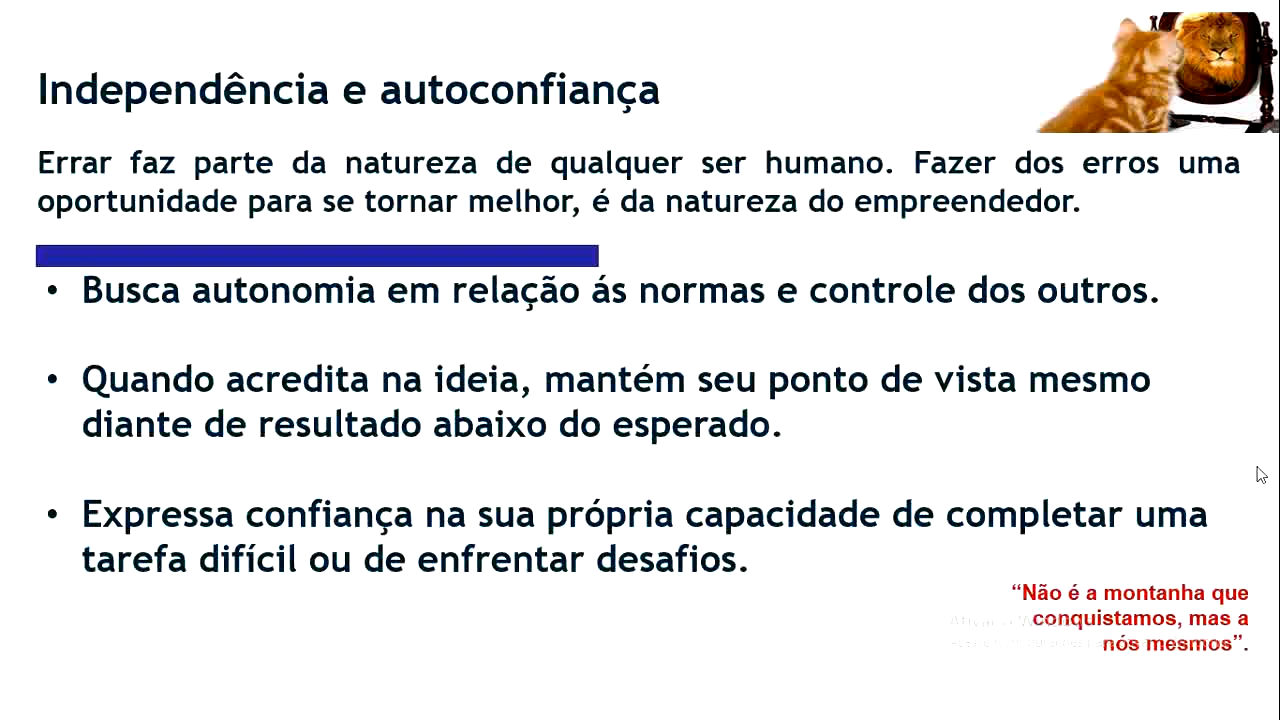 Independência e autoconfiança
Errar faz parte da natureza de qualquer ser humano. Fazer dos erros uma
oportunidade para se tornar melhor, é da natureza do empreendedor.
• Busca autonomia em relação ás normas e controle dos outros.
• Quando acredita na ideia, mantém seu ponto de vista mesmo
diante de resultado abaixo do esperado.
• Expressa confiança na sua própria capacidade de completar uma
tarefa difícil ou de enfrentar desafios.
“Não é a montanha que
conquistamos, mas a
nós mesmos”.